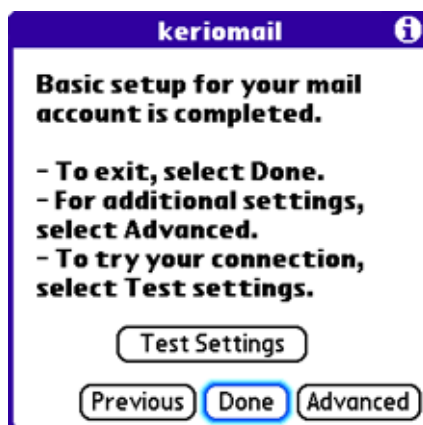 keriomail
Basic setup for your mail
account is completed.
- To exit, select Done.
- For additional settings,
select Advanced.
- To try your connection,
select Test settings.
Test Settings
Previous Done Advanced